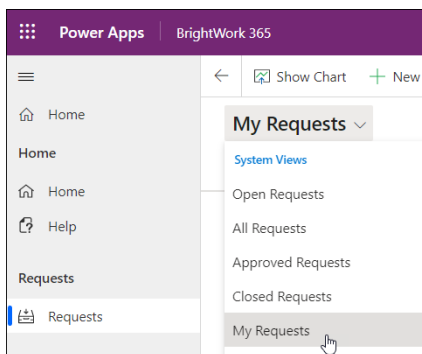 Power Apps BrightWork 365
Show Chart New
Home
My Requests
Home
System Views
Home
Open Requests
Help
All Requests
Approved Requests
Requests
Closed Requests
Requests
My Requests